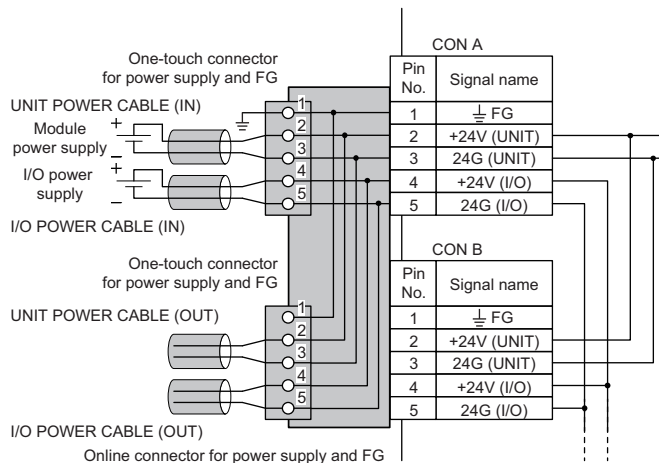 CON A
One-touch connector
for power supply and FG
Pin
No.
Signal name
UNIT POWER CABLE (IN)
1
1
FG
+
Module
power supply
2
2
+24V (UNIT)
−
3
3
24G (UNIT)
+
I/O power
supply
4
4
+24V (I/O)
−
5
5
24G (I/O)
I/O POWER CABLE (IN)
CON B
One-touch connector
for power supply and FG
Pin
No.
Signal name
UNIT POWER CABLE (OUT)
1
1
FG
2
2
+24V (UNIT)
3
3
24G (UNIT)
4
4
+24V (I/O)
5
5
24G (I/O)
I/O POWER CABLE (OUT)
Online connector for power supply and FG